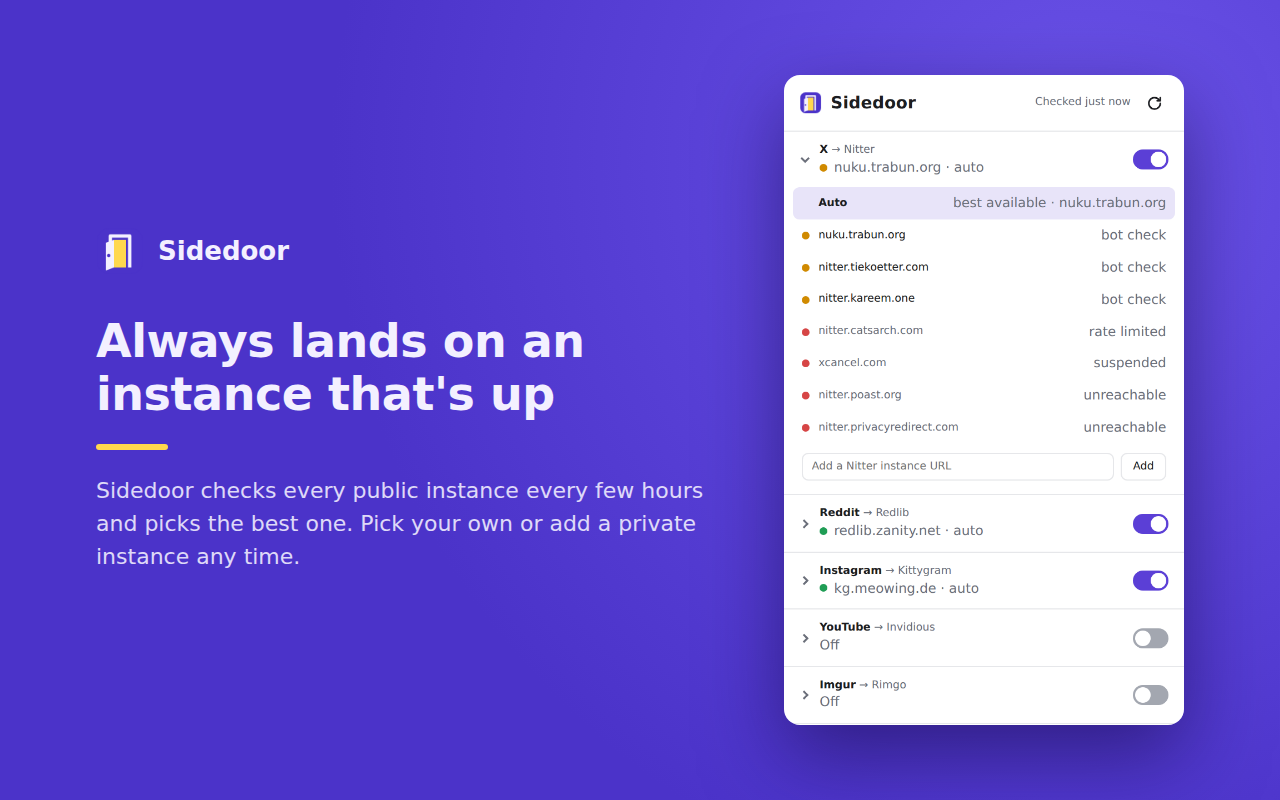 Sidedoor
Always lands on an
instance that's up
Sidedoor checks every public instance every few hours
and picks the best one. Pick your own or add a private
instance any time.
Sidedoor
Checked just now
X → Nitter
nuku.trabun.org · auto
Auto best available · nuku.trabun.org
nuku.trabun.org bot check
nitter.tiekoetter.com bot check
nitter.kareem.one bot check
nitter.catsarch.com rate limited
xcancel.com suspended
nitter.poast.org unreachable
nitter.privacyredirect.com unreachable
Add a Nitter instance URL Add
Reddit → Redlib
redlib.zanity.net · auto
Instagram → Kittygram
kg.meowing.de · auto
YouTube → Invidious
Off
Imgur → Rimgo
Off